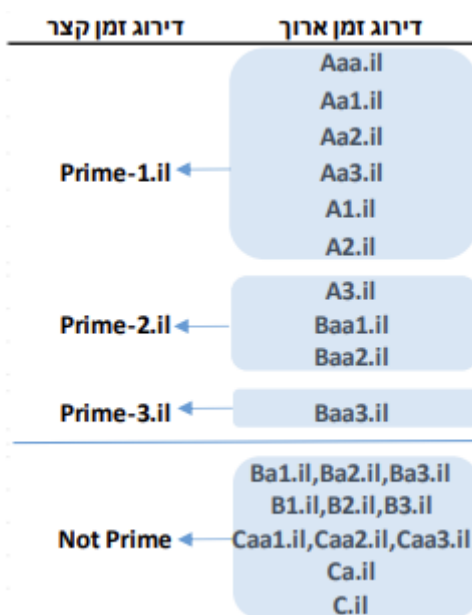 דירוג זמן ארוך דירוג זמן קצר
Aaa.il
Aa1.il
Aa2.il
Prime-1.il Aa3.il
A1.il
A2.il
A3.il
Prime-2.il Baa1.il
Baa2.il
Prime-3.il Baa3.il
Ba1.il,Ba2.il,Ba3.il
B1.il,B2.il,B3.il
Not Prime Caa1.il,Caa2.il,Caa3.il
Ca.il
C.il